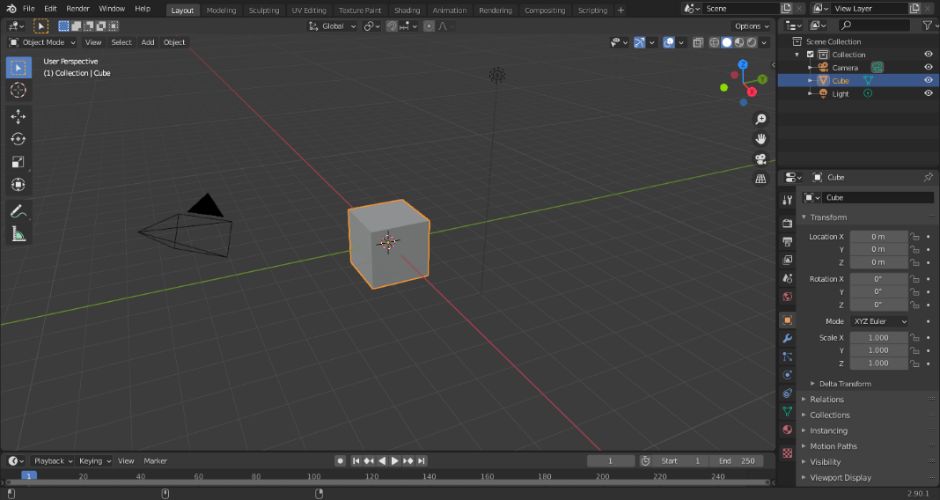 File Edit Render Window Help Layout Modeling Sculpting UV Editing Texture Paint Shading Animation Rendering Compositing Scripting + Scene View Layer
Global Options
Object Mode View Select Add Object
User Perspective
(1) Collection | Cube
Z
Y
X
Scene Collection
Collection
Camera
Cube
Light
Cube
Cube
Transform
Location X 0 m
Y 0 m
Z 0 m
Rotation X 0°
Y 0°
Z 0°
Mode XYZ Euler
Scale X 1.000
Y 1.000
Z 1.000
Delta Transform
Relations
Collections
Instancing
Motion Paths
Visibility
Viewport Display
Playback Keying View Marker 1 Start 1 End 250
1 20 40 60 80 100 120 140 160 180 200 220 240
2.90.1